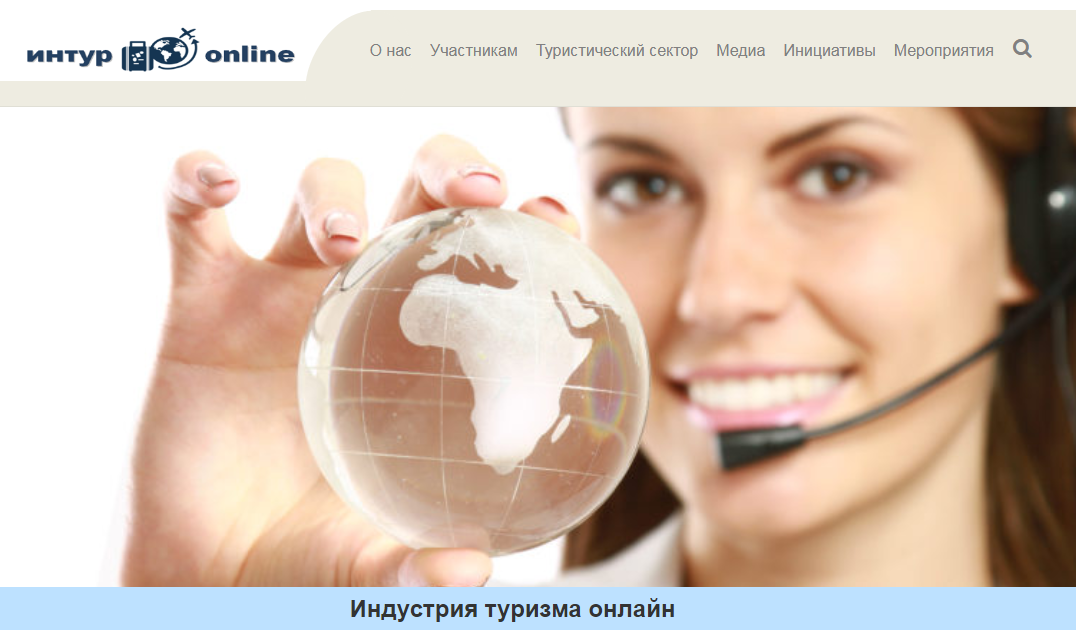 интур online
О нас Участникам Туристический сектор Медиа Инициативы Мероприятия
Индустрия туризма онлайн